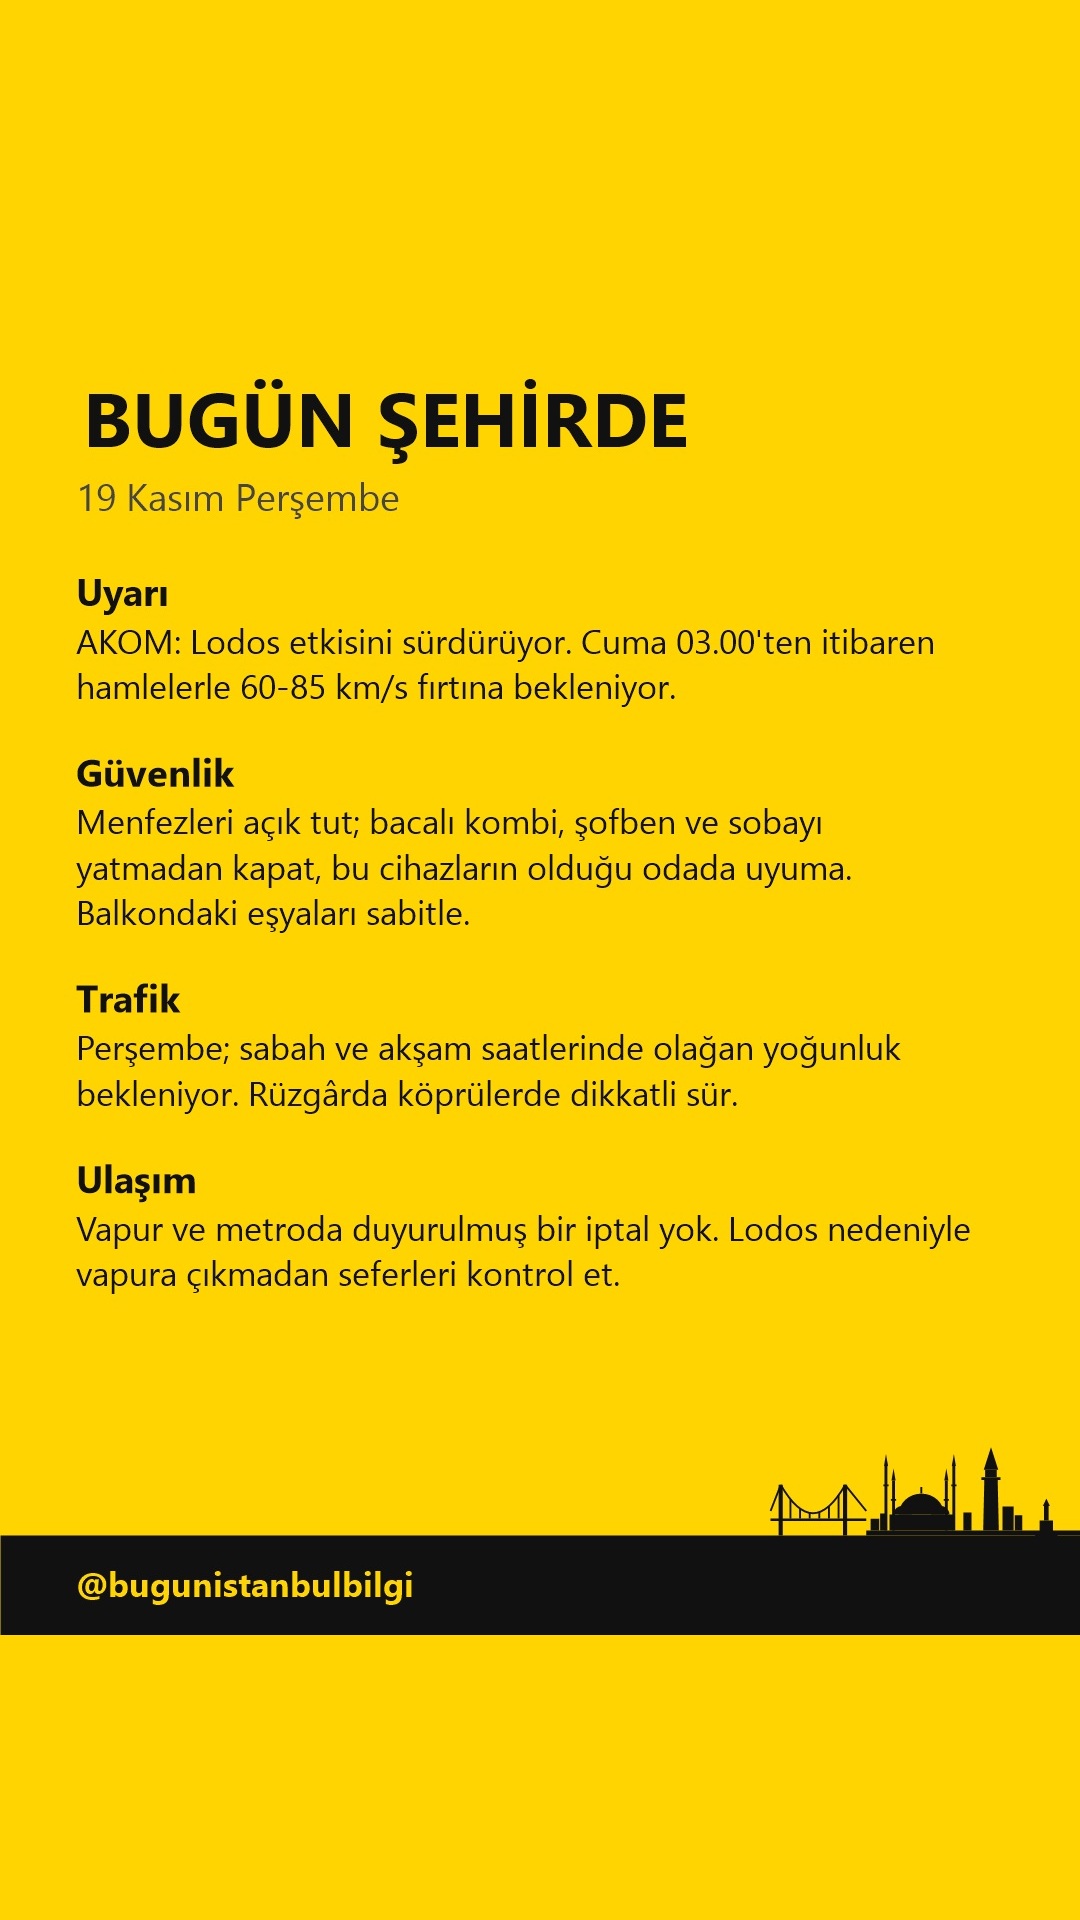 BUGÜN ŞEHİRDE
19 Kasım Perşembe
Uyarı
AKOM: Lodos etkisini sürdürüyor. Cuma 03.00'ten itibaren
hamlelerle 60-85 km/s fırtına bekleniyor.
Güvenlik
Menfezleri açık tut; bacalı kombi, şofben ve sobayı
yatmadan kapat, bu cihazların olduğu odada uyuma.
Balkondaki eşyaları sabitle.
Trafik
Perşembe; sabah ve akşam saatlerinde olağan yoğunluk
bekleniyor. Rüzgârda köprülerde dikkatli sür.
Ulaşım
Vapur ve metroda duyurulmuş bir iptal yok. Lodos nedeniyle
vapura çıkmadan seferleri kontrol et.
@bugunistanbulbilgi